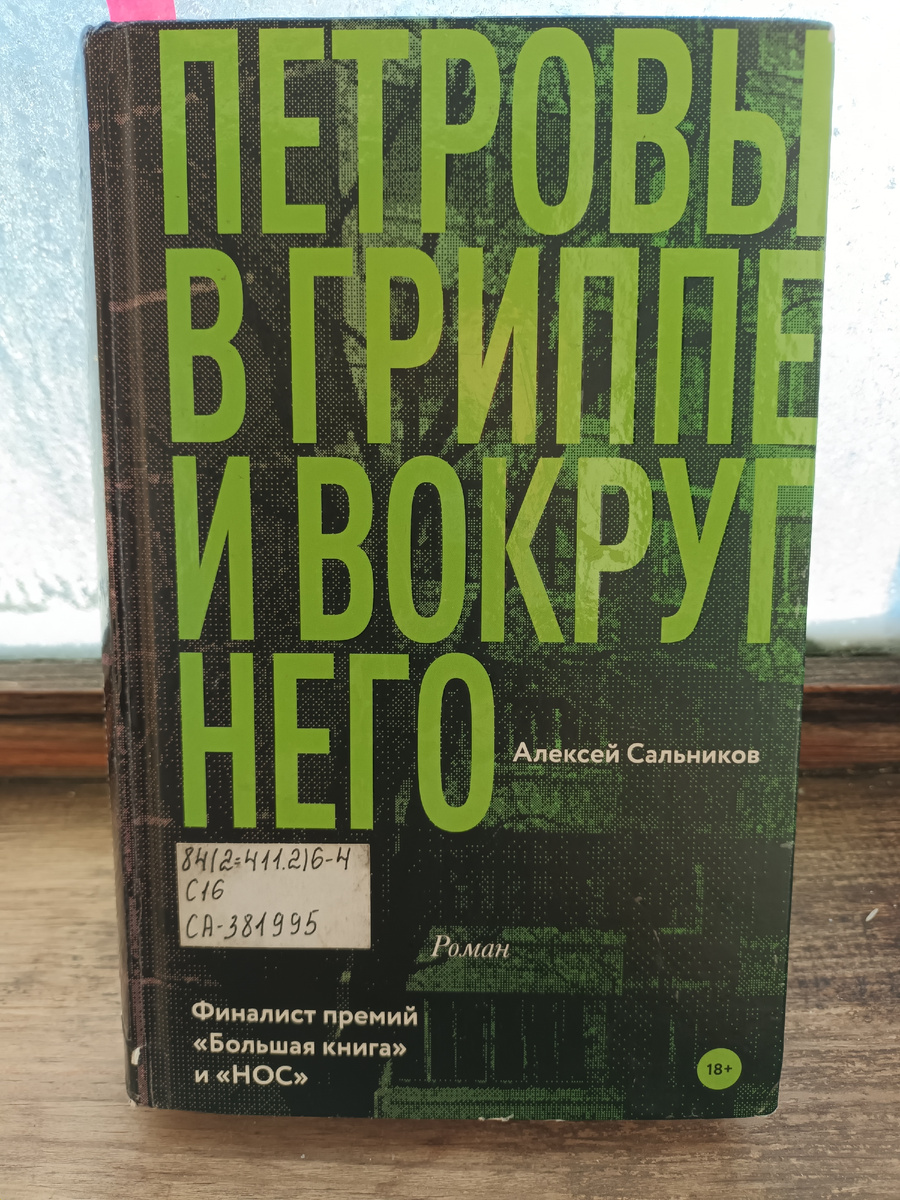 ПЕТРОВЫ
В ГРИППЕ
И ВОКРУГ
НЕГО
Алексей Сальников
84(2=411.2)6-4
С16
СА-381995
Роман
Финалист премий
«Большая книга»
и «НОС»
18+